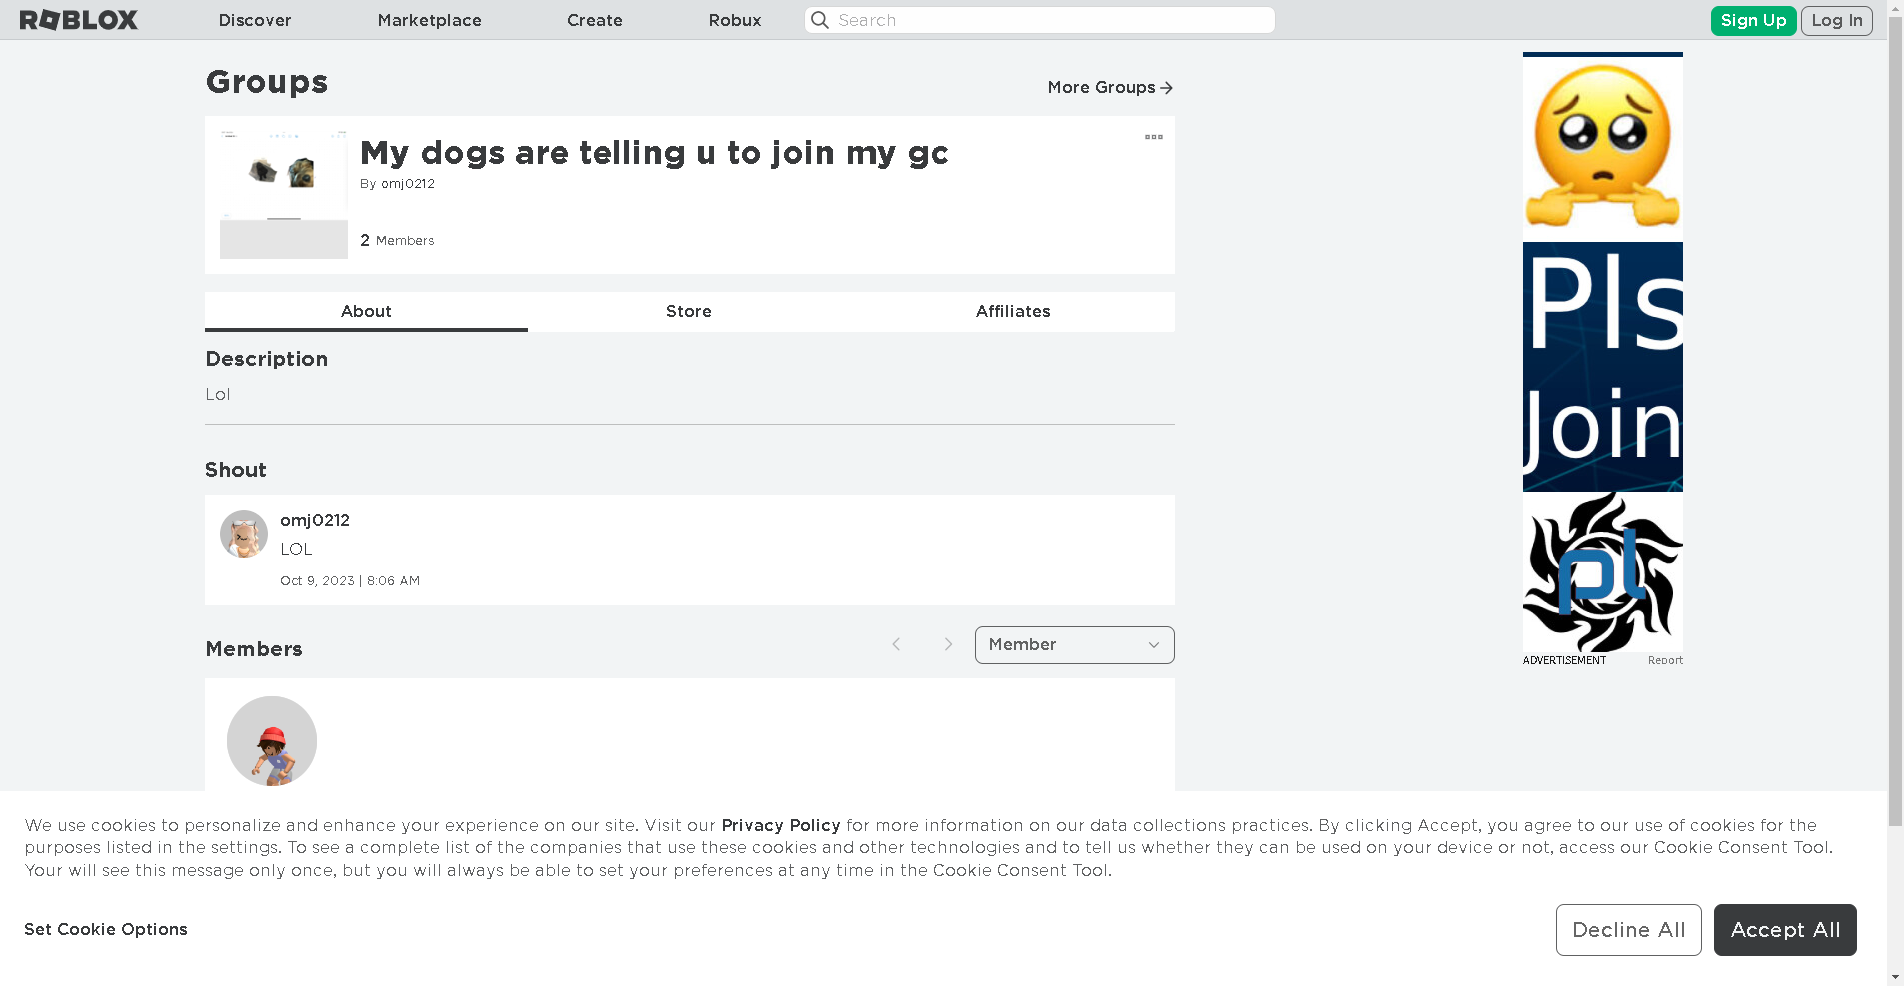 ROBLOX
Discover
Marketplace
Create
Robux
Search
Sign Up
Log In
Groups
More Groups
My dogs are telling u to join my gc
By omj0212
2 Members
About
Store
Affiliates
Description
Lol
Shout
omj0212
LOL
Oct 9, 2023 | 8:06 AM
Members
Member
Pls
Join
pl
ADVERTISEMENT
Report
We use cookies to personalize and enhance your experience on our site. Visit our Privacy Policy for more information on our data collections practices. By clicking Accept, you agree to our use of cookies for the
purposes listed in the settings. To see a complete list of the companies that use these cookies and other technologies and to tell us whether they can be used on your device or not, access our Cookie Consent Tool.
Your will see this message only once, but you will always be able to set your preferences at any time in the Cookie Consent Tool.
Set Cookie Options
Decline All
Accept All